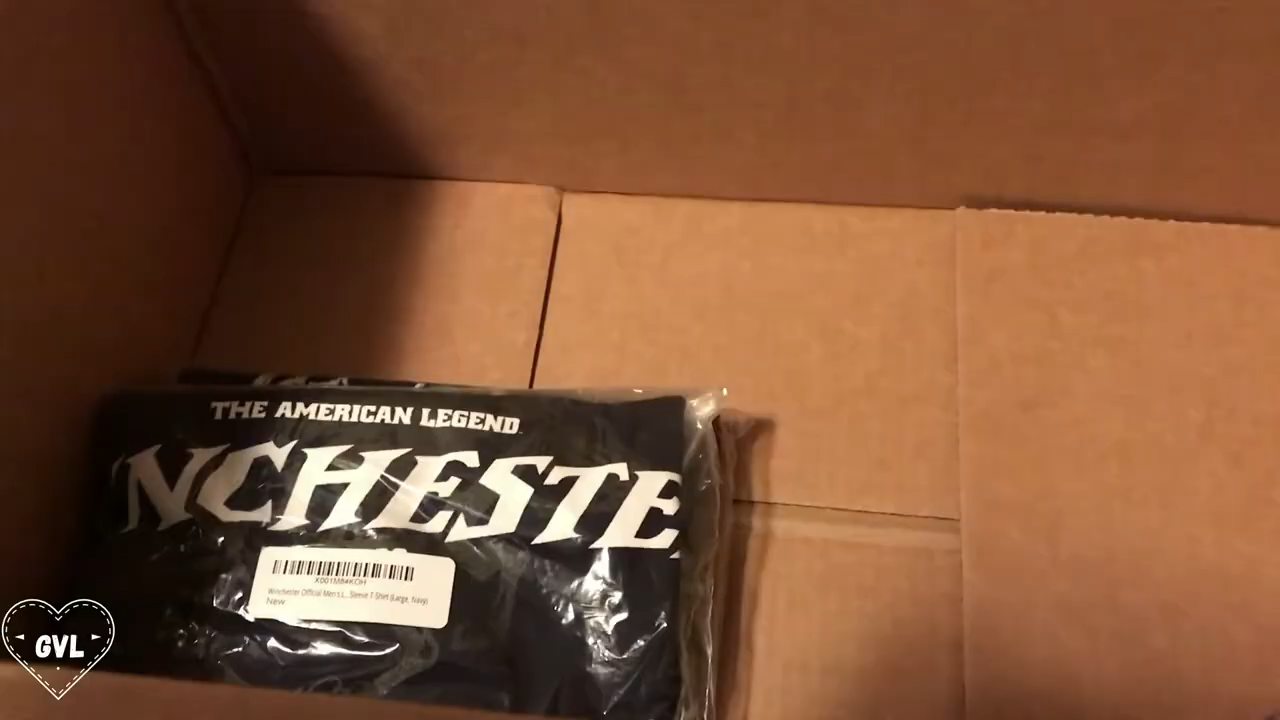 THE AMERICAN LEGEND
NCHESTE
X001M84KOH
Winchester Official Men's L... Sleeve T-Shirt (Large, Navy)
New
GVL